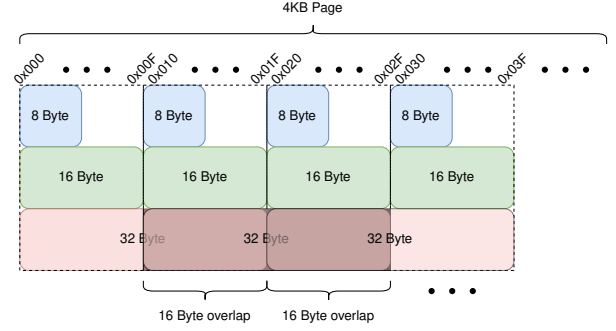 4KB Page
0x000
0x00F
0x010
0x01F
0x020
0x02F
0x030
0x03F
8 Byte
8 Byte
8 Byte
8 Byte
16 Byte
16 Byte
16 Byte
16 Byte
32 Byte
32 Byte
32 Byte
16 Byte overlap
16 Byte overlap